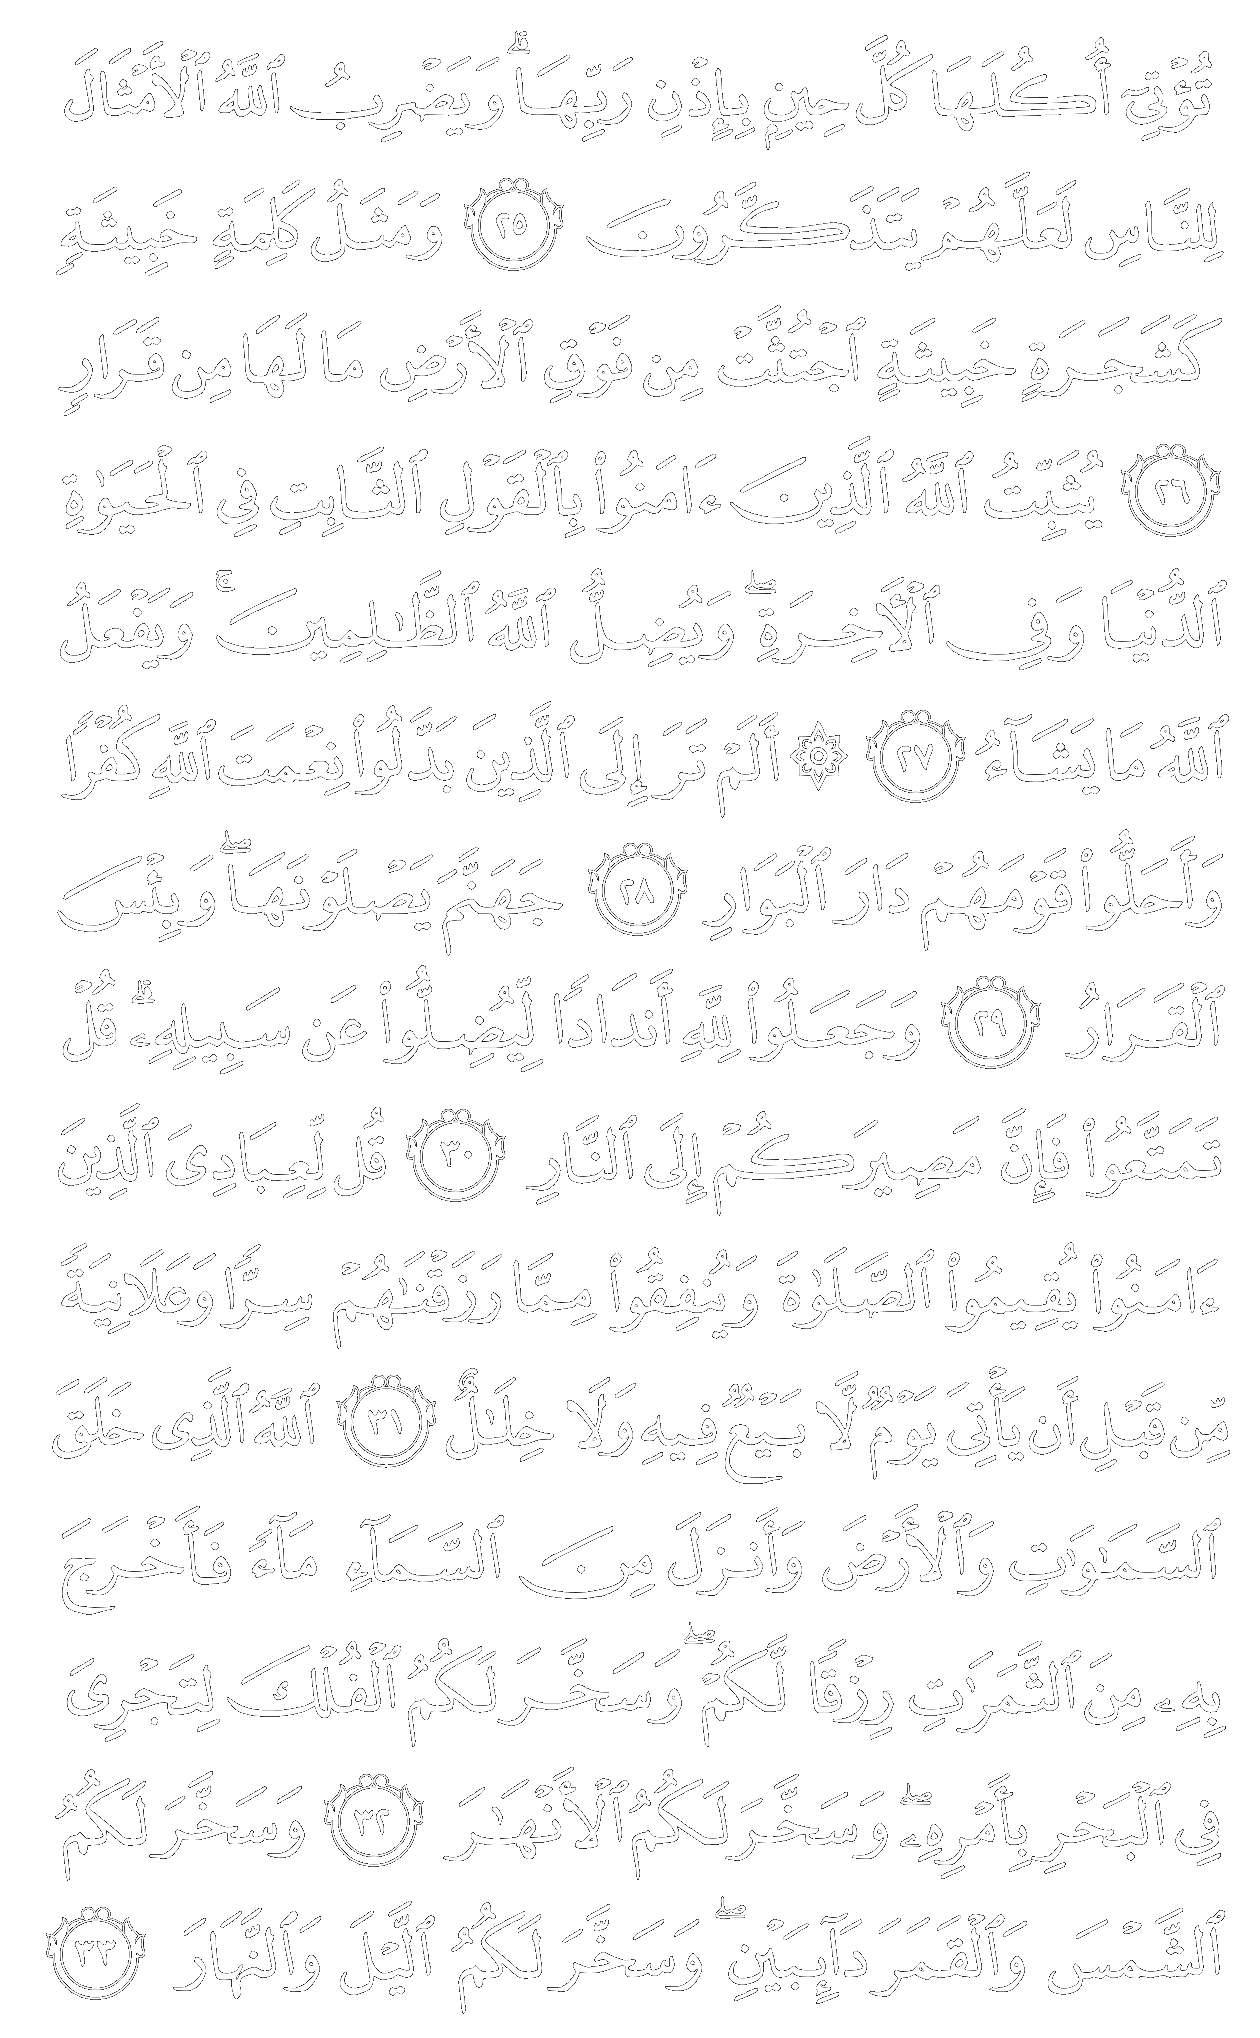 تُؤْتِىٓ أُكُلَهَا كُلَّ حِينٍۭ بِإِذْنِ رَبِّهَا ۗ وَيَضْرِبُ ٱللَّهُ ٱلْأَمْثَالَ
لِلنَّاسِ لَعَلَّهُمْ يَتَذَكَّرُونَ ٢٥ وَمَثَلُ كَلِمَةٍ خَبِيثَةٍ
كَشَجَرَةٍ خَبِيثَةٍ ٱجْتُثَّتْ مِن فَوْقِ ٱلْأَرْضِ مَا لَهَا مِن قَرَارٍ
٢٦ يُثَبِّتُ ٱللَّهُ ٱلَّذِينَ ءَامَنُوا۟ بِٱلْقَوْلِ ٱلثَّابِتِ فِى ٱلْحَيَوٰةِ
ٱلدُّنْيَا وَفِى ٱلْأَخِرَةِ ۖ وَيُضِلُّ ٱللَّهُ ٱلظَّٰلِمِينَ ۚ وَيَفْعَلُ
ٱللَّهُ مَا يَشَآءُ ٢٧ ۞ أَلَمْ تَرَ إِلَى ٱلَّذِينَ بَدَّلُوا۟ نِعْمَتَ ٱللَّهِ كُفْرًا
وَأَحَلُّوا۟ قَوْمَهُمْ دَارَ ٱلْبَوَارِ ٢٨ جَهَنَّمَ يَصْلَوْنَهَا ۖ وَبِئْسَ
ٱلْقَرَارُ ٢٩ وَجَعَلُوا۟ لِلَّهِ أَندَادًا لِّيُضِلُّوا۟ عَن سَبِيلِهِۦ ۗ قُلْ
تَمَتَّعُوا۟ فَإِنَّ مَصِيرَكُمْ إِلَى ٱلنَّارِ ٣٠ قُل لِّعِبَادِىَ ٱلَّذِينَ
ءَامَنُوا۟ يُقِيمُوا۟ ٱلصَّلَوٰةَ وَيُنفِقُوا۟ مِمَّا رَزَقْنَٰهُمْ سِرًّا وَعَلَانِيَةً
مِّن قَبْلِ أَن يَأْتِىَ يَوْمٌ لَّا بَيْعٌ فِيهِ وَلَا خِلَٰلٌ ٣١ ٱللَّهُ ٱلَّذِى خَلَقَ
ٱلسَّمَٰوَٰتِ وَٱلْأَرْضَ وَأَنزَلَ مِنَ ٱلسَّمَآءِ مَآءً فَأَخْرَجَ
بِهِۦ مِنَ ٱلثَّمَرَٰتِ رِزْقًا لَّكُمْ ۖ وَسَخَّرَ لَكُمُ ٱلْفُلْكَ لِتَجْرِىَ
فِى ٱلْبَحْرِ بِأَمْرِهِۦ ۖ وَسَخَّرَ لَكُمُ ٱلْأَنْهَٰرَ ٣٢ وَسَخَّرَ لَكُمُ
ٱلشَّمْسَ وَٱلْقَمَرَ دَآئِبَيْنِ ۖ وَسَخَّرَ لَكُمُ ٱلَّيْلَ وَٱلنَّهَارَ ٣٣